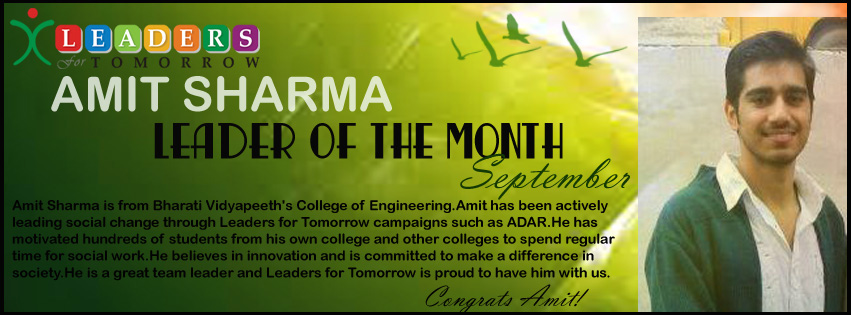 LEADERS
For TOMORROW
AMIT SHARMA
LEADER OF THE MONTH
September
Amit Sharma is from Bharati Vidyapeeth's College of Engineering.Amit has been actively
leading social change through Leaders for Tomorrow campaigns such as ADAR.He has
motivated hundreds of students from his own college and other colleges to spend regular
time for social work.He believes in innovation and is committed to make a difference in
society.He is a great team leader and Leaders for Tomorrow is proud to have him with us.
Congrats Amit!